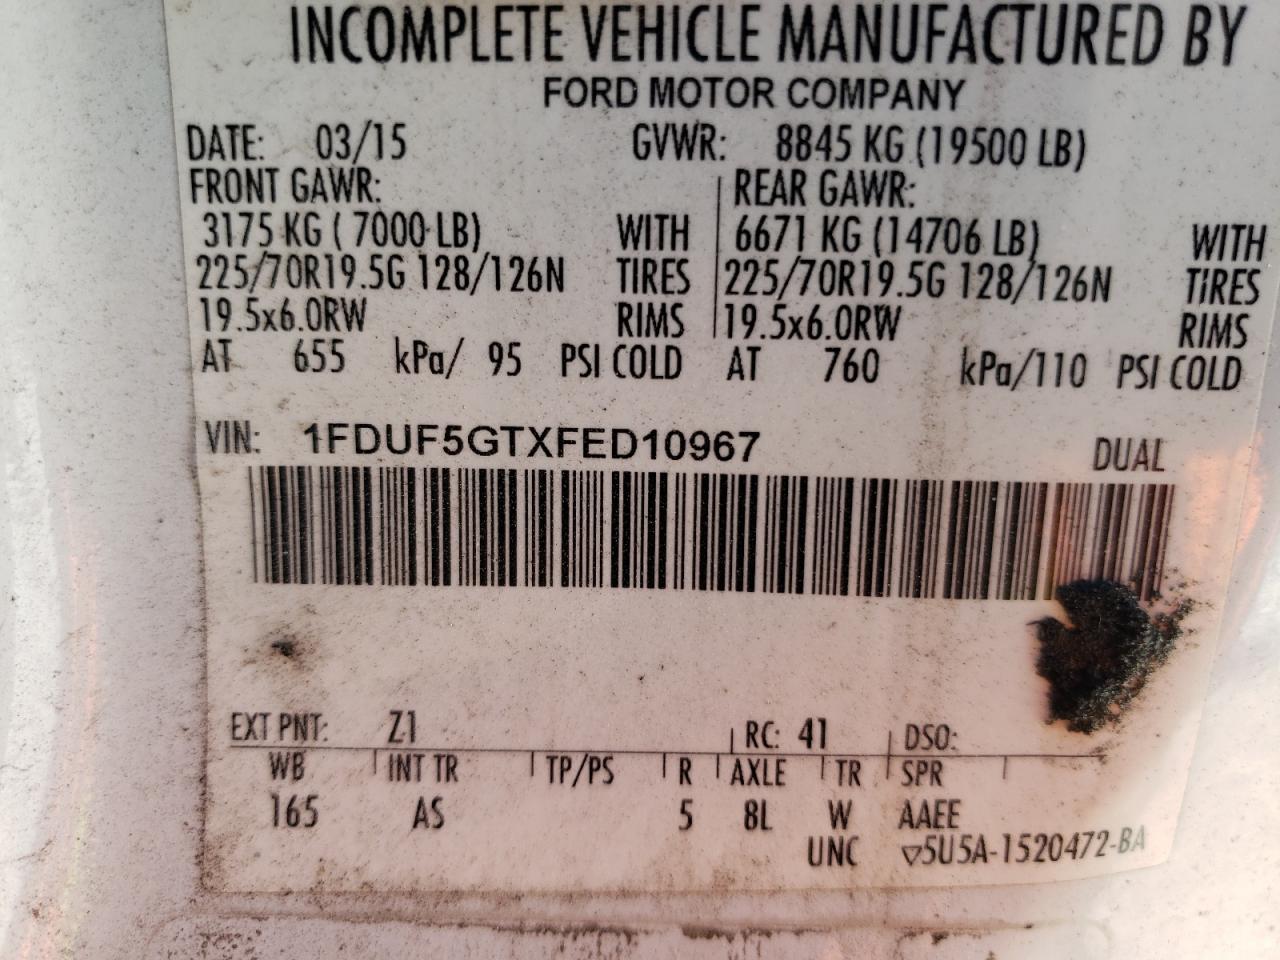 INCOMPLETE VEHICLE MANUFACTURED BY
FORD MOTOR COMPANY
DATE: 03/15 GVWR: 8845 KG (19500 LB)
FRONT GAWR: REAR GAWR:
3175 KG ( 7000 LB) WITH 6671 KG (14706 LB) WITH
225/70R19.5G 128/126N TIRES 225/70R19.5G 128/126N TIRES
19.5x6.0RW RIMS 19.5x6.0RW RIMS
AT 655 kPa/ 95 PSI COLD AT 760 kPa/110 PSI COLD
VIN: 1FDUF5GTXFED10967 DUAL
EXT PNT: Z1 RC: 41 DSO:
WB INT TR TP/PS R AXLE TR SPR
165 AS 5 8L W AAEE
UNC ▽5U5A-1520472-BA